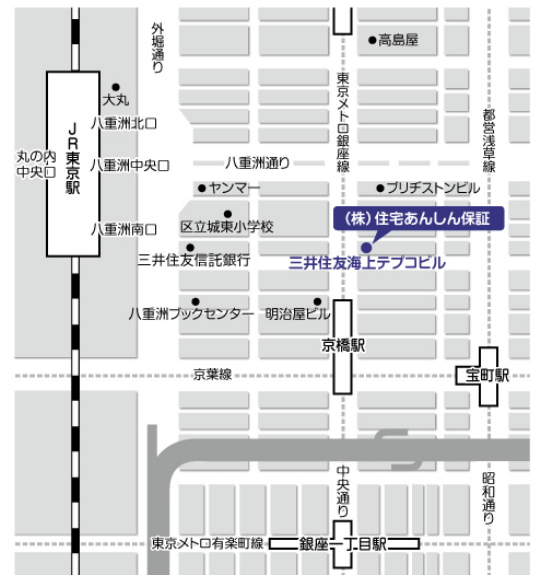 外堀通り
高島屋
大丸
東京メトロ銀座線
都営浅草線
八重洲北口
JR東京駅
丸の内
中央口
八重洲中央口
八重洲通り
ヤンマー
ブリヂストンビル
(株)住宅あんしん保証
区立城東小学校
八重洲南口
三井住友信託銀行
三井住友海上テプコビル
八重洲ブックセンター
明治屋ビル
京橋駅
京葉線
宝町駅
中央通り
昭和通り
東京メトロ有楽町線
銀座一丁目駅